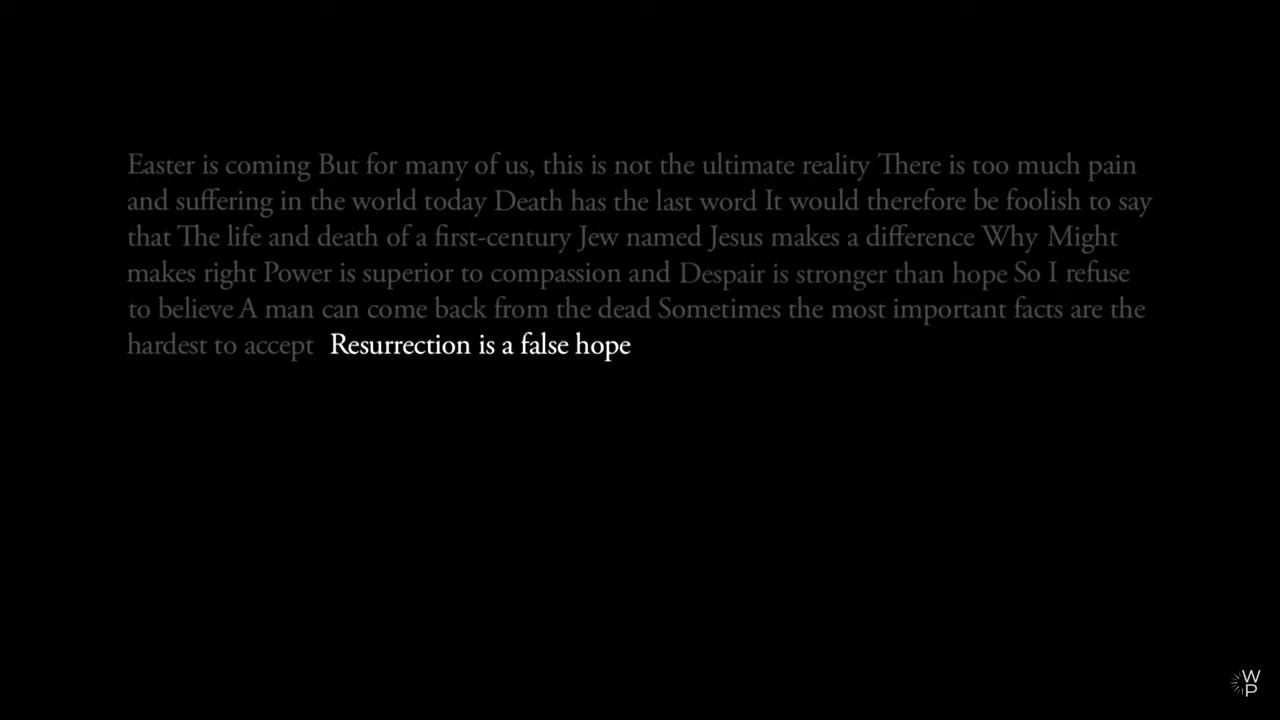 Easter is coming But for many of us, this is not the ultimate reality There is too much pain
and suffering in the world today Death has the last word It would therefore be foolish to say
that The life and death of a first-century Jew named Jesus makes a difference Why Might
makes right Power is superior to compassion and Despair is stronger than hope So I refuse
to believe A man can come back from the dead Sometimes the most important facts are the
hardest to accept Resurrection is a false hope
W
P